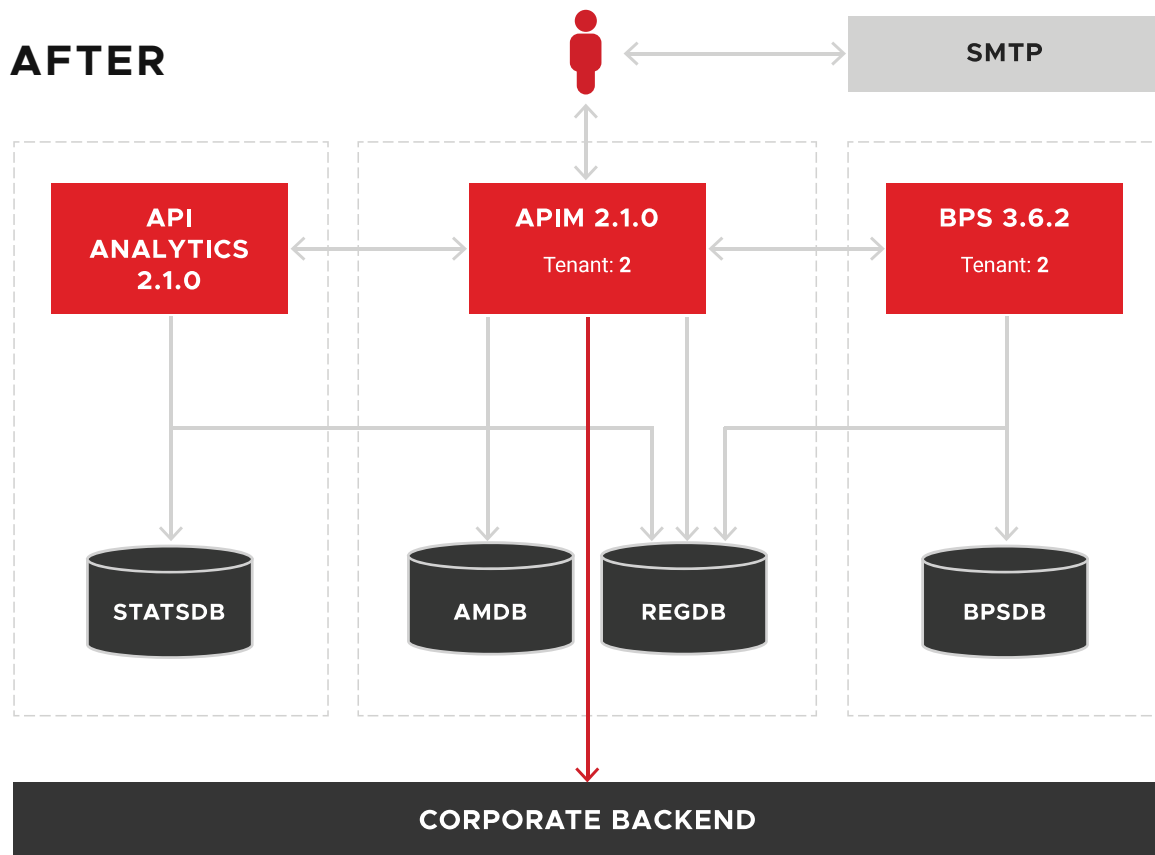 AFTER
SMTP
API
ANALYTICS
2.1.0
APIM 2.1.0
Tenant: 2
BPS 3.6.2
Tenant: 2
STATSDB
AMDB
REGDB
BPSDB
CORPORATE BACKEND